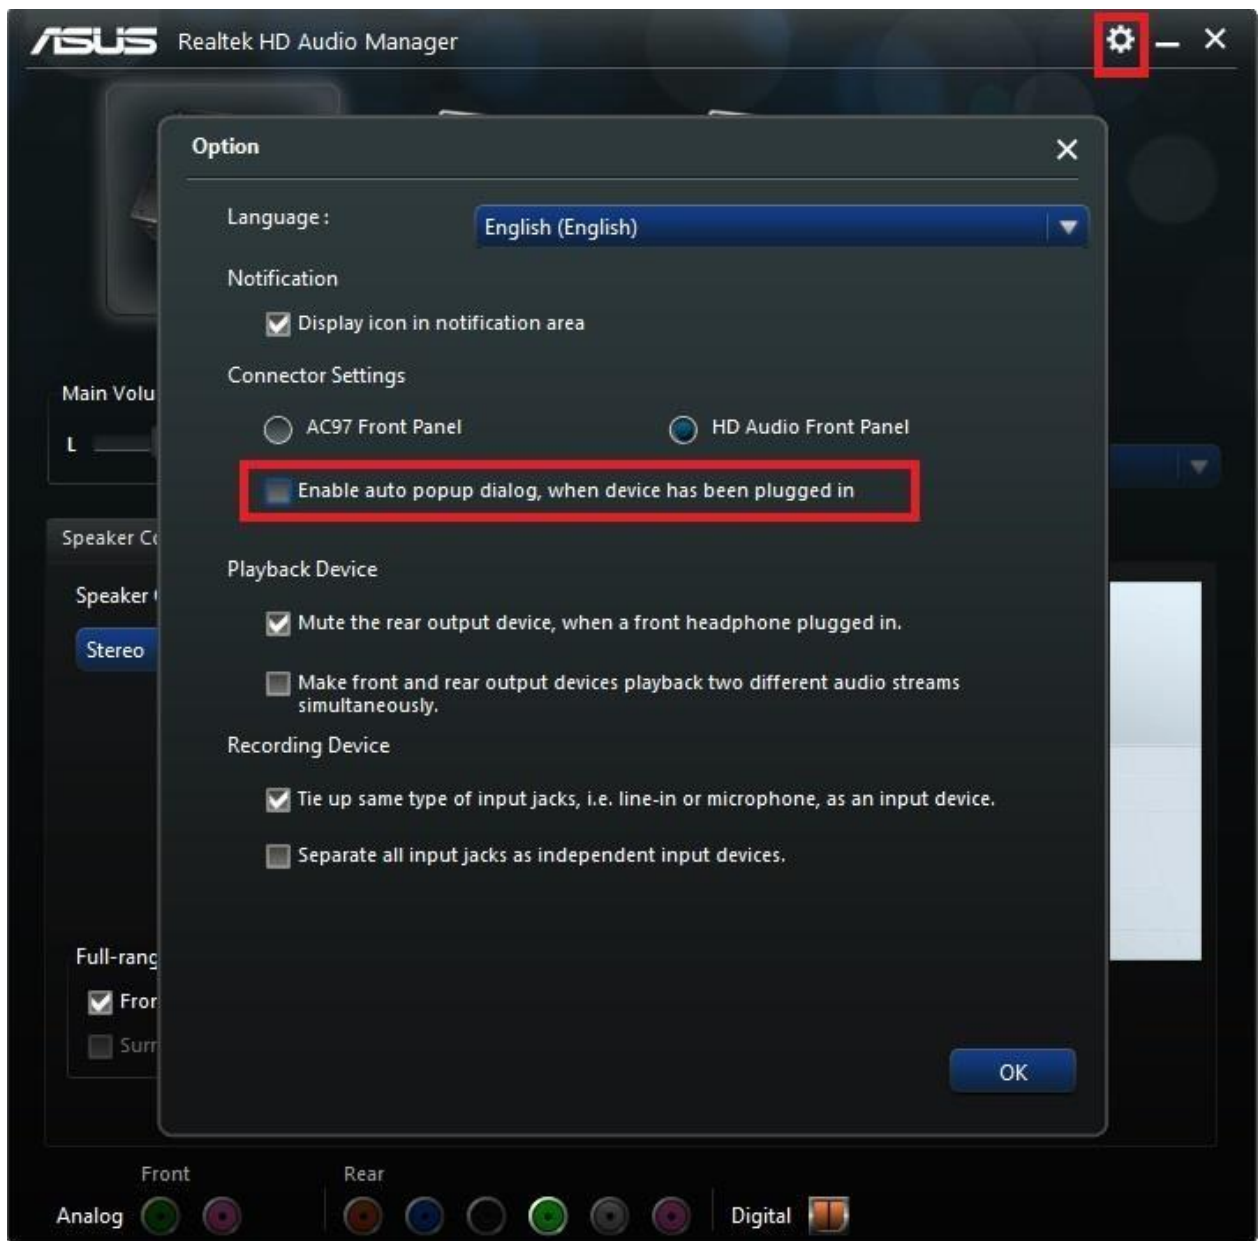 ASUS Realtek HD Audio Manager
Option
Language :
English (English)
Notification
Display icon in notification area
Connector Settings
AC97 Front Panel
HD Audio Front Panel
Enable auto popup dialog, when device has been plugged in
Playback Device
Mute the rear output device, when a front headphone plugged in.
Make front and rear output devices playback two different audio streams
simultaneously.
Recording Device
Tie up same type of input jacks, i.e. line-in or microphone, as an input device.
Separate all input jacks as independent input devices.
OK
Main Volu
L
Speaker Co
Speaker
Stereo
Full-rang
Fron
Surr
Front
Rear
Analog
Digital